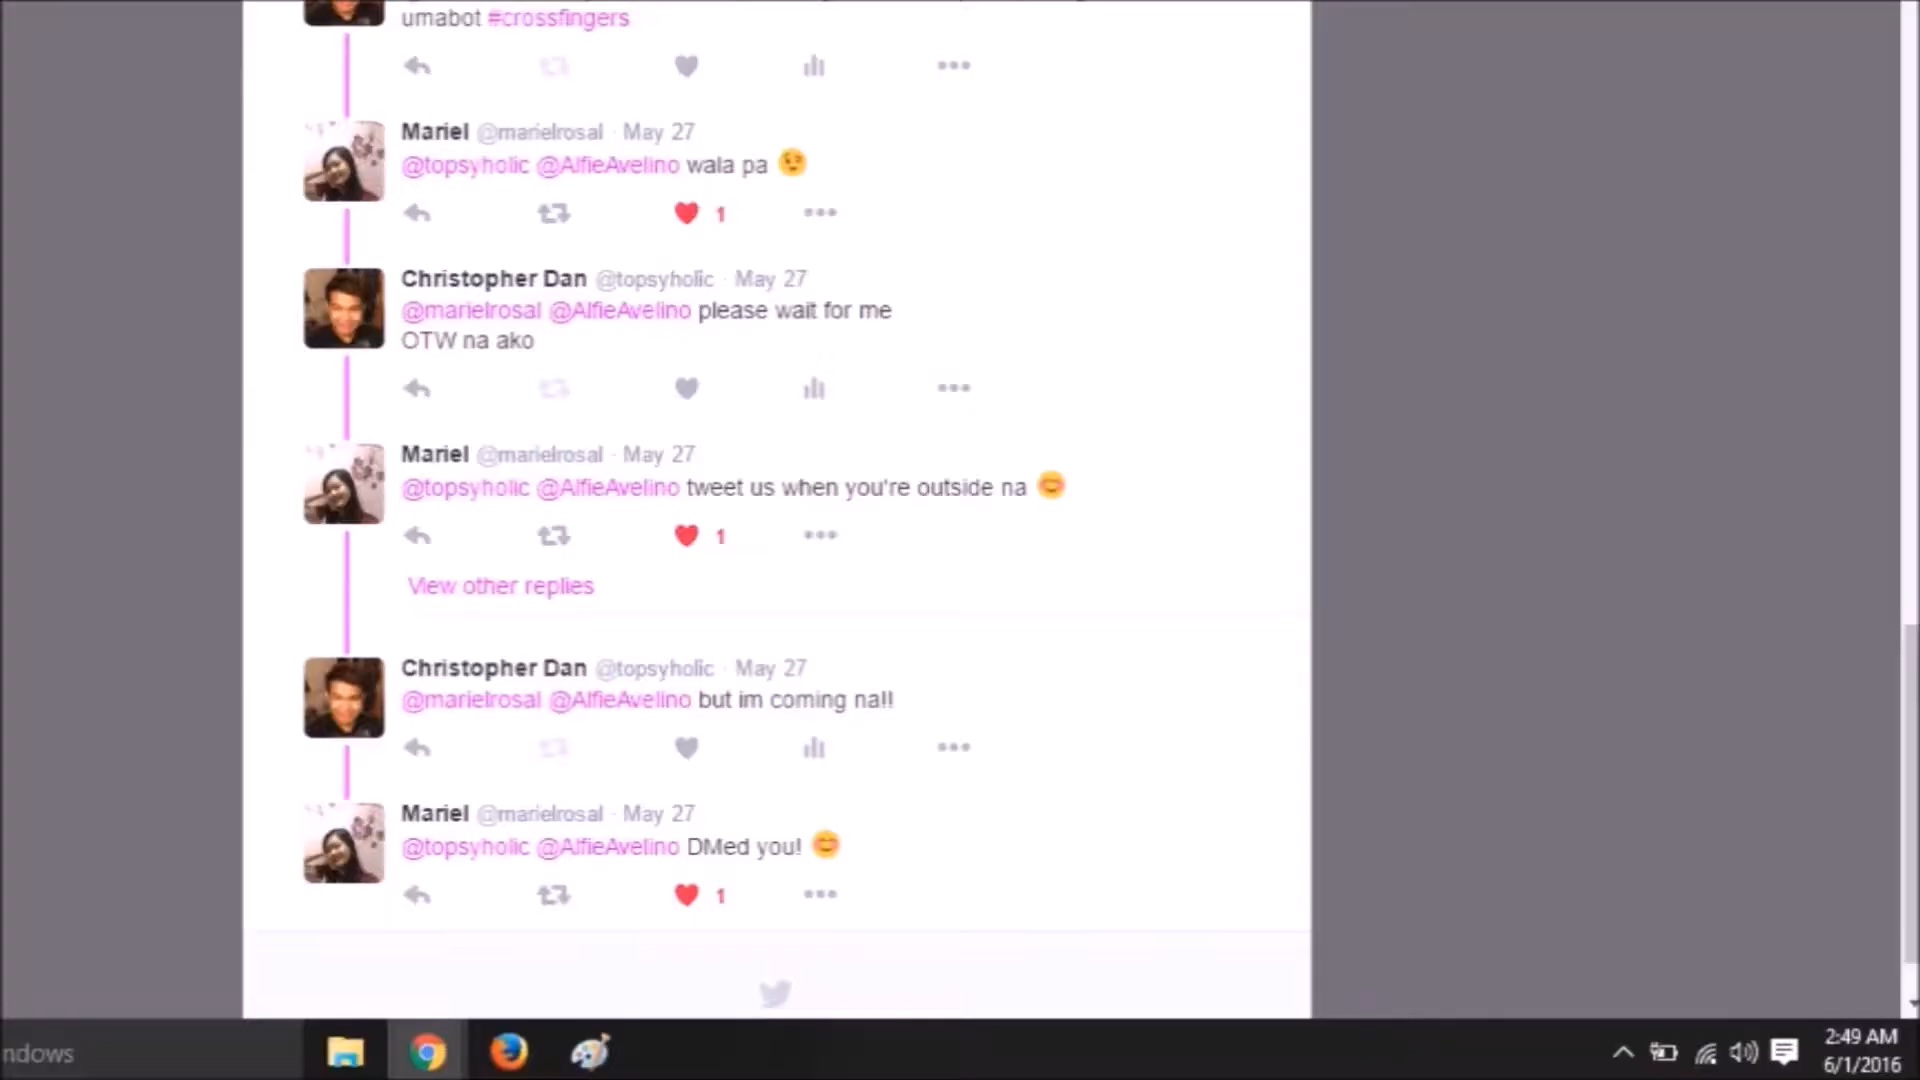 umabot #crossfingers
Mariel @marielrosal · May 27
@topsyholic @AlfieAvelino wala pa 😉
1
Christopher Dan @topsyholic · May 27
@marielrosal @AlfieAvelino please wait for me
OTW na ako
Mariel @marielrosal · May 27
@topsyholic @AlfieAvelino tweet us when you're outside na 😊
1
View other replies
Christopher Dan @topsyholic · May 27
@marielrosal @AlfieAvelino but im coming na!!
Mariel @marielrosal · May 27
@topsyholic @AlfieAvelino DMed you! 😊
1
ndows
2:49 AM
6/1/2016